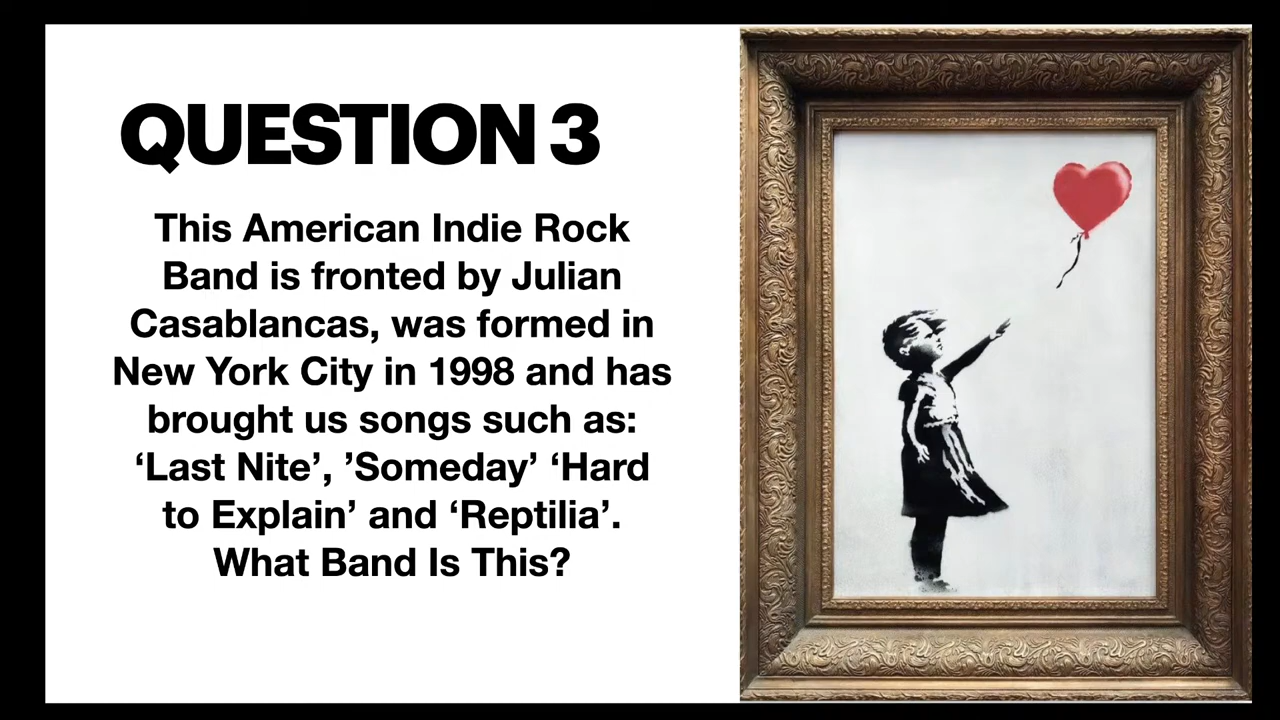 QUESTION 3
This American Indie Rock
Band is fronted by Julian
Casablancas, was formed in
New York City in 1998 and has
brought us songs such as:
‘Last Nite’, ’Someday’ ‘Hard
to Explain’ and ‘Reptilia’.
What Band Is This?